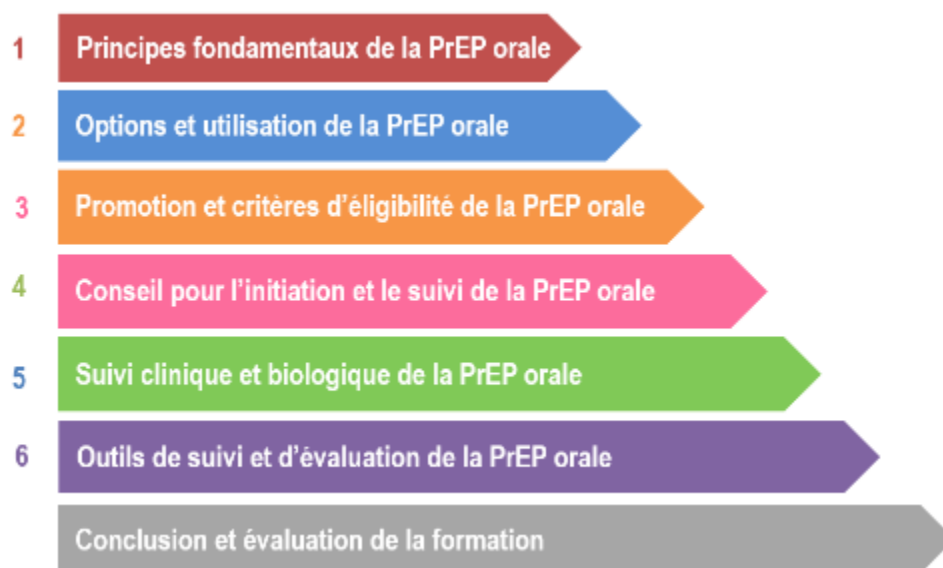 1 Principes fondamentaux de la PrEP orale
2 Options et utilisation de la PrEP orale
3 Promotion et critères d'éligibilité de la PrEP orale
4 Conseil pour l'initiation et le suivi de la PrEP orale
5 Suivi clinique et biologique de la PrEP orale
6 Outils de suivi et d'évaluation de la PrEP orale
Conclusion et évaluation de la formation